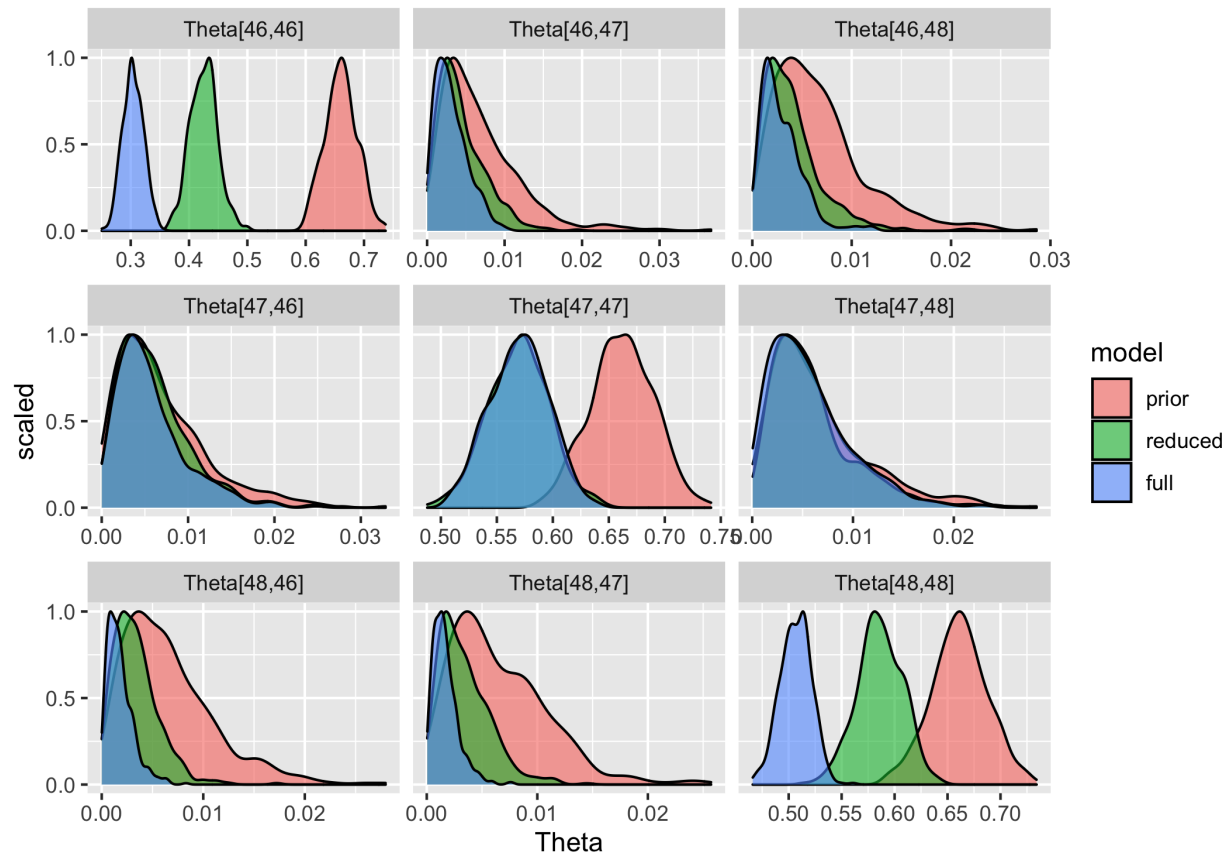 Theta[46,46] Theta[46,47] Theta[46,48]
1.0
0.5
0.0
0.3 0.4 0.5 0.6 0.7 0.00 0.01 0.02 0.03 0.00 0.01 0.02 0.03
Theta[47,46] Theta[47,47] Theta[47,48]
1.0
0.5
0.0
0.00 0.01 0.02 0.03 0.50 0.55 0.60 0.65 0.70 0.75 0.00 0.01 0.02
Theta[48,46] Theta[48,47] Theta[48,48]
1.0
0.5
0.0
0.00 0.01 0.02 0.00 0.01 0.02 0.50 0.55 0.60 0.65 0.70
Theta
scaled
model
prior
reduced
full